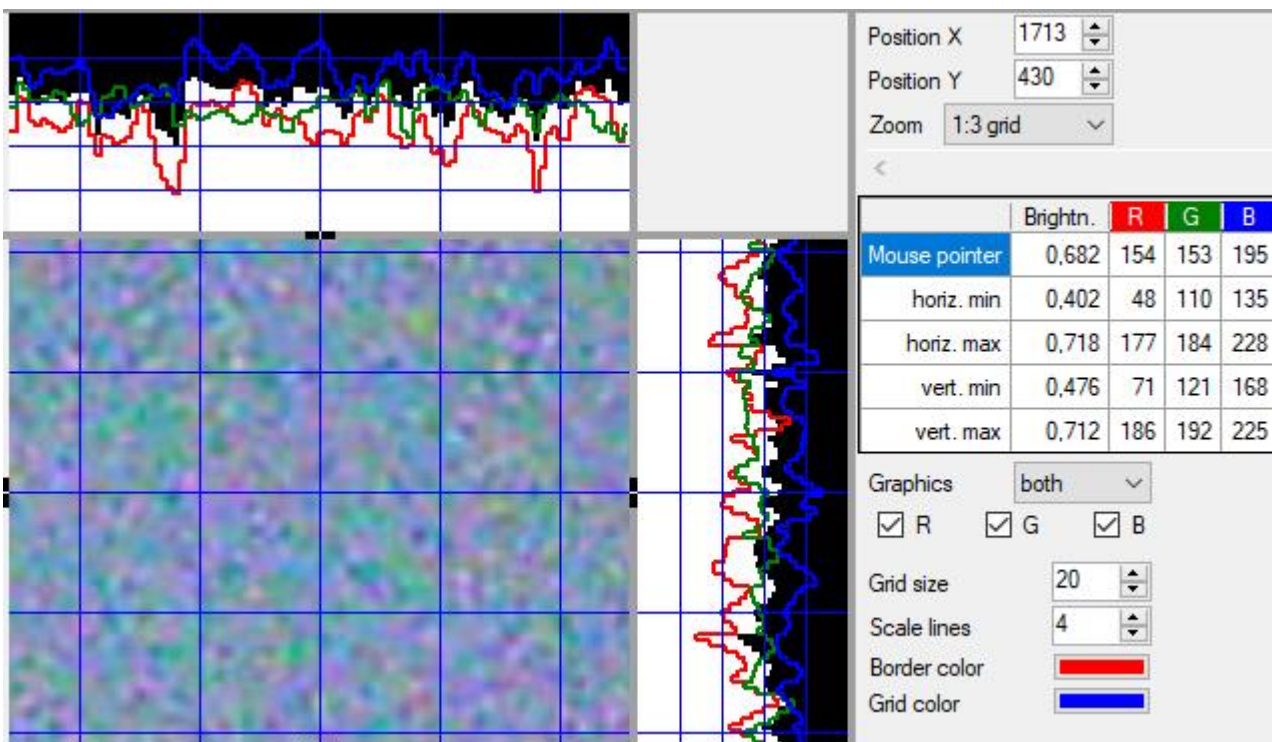 Position X 1713
Position Y 430
Zoom 1:3 grid
<
Brightn. R G B
Mouse pointer 0,682 154 153 195
horiz. min 0,402 48 110 135
horiz. max 0,718 177 184 228
vert. min 0,476 71 121 168
vert. max 0,712 186 192 225
Graphics both
R G B
Grid size 20
Scale lines 4
Border color
Grid color